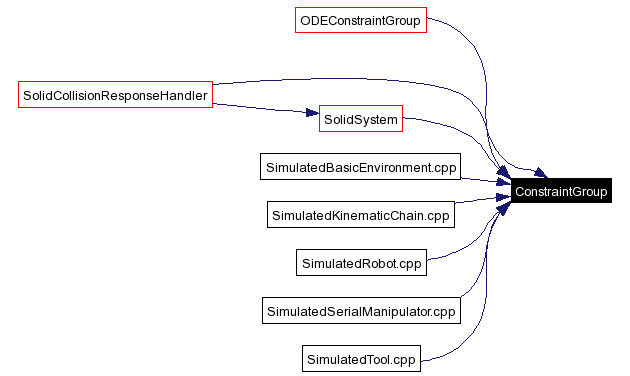 ODEConstraintGroup
SolidCollisionResponseHandler
SolidSystem
SimulatedBasicEnvironment.cpp
ConstraintGroup
SimulatedKinematicChain.cpp
SimulatedRobot.cpp
SimulatedSerialManipulator.cpp
SimulatedTool.cpp